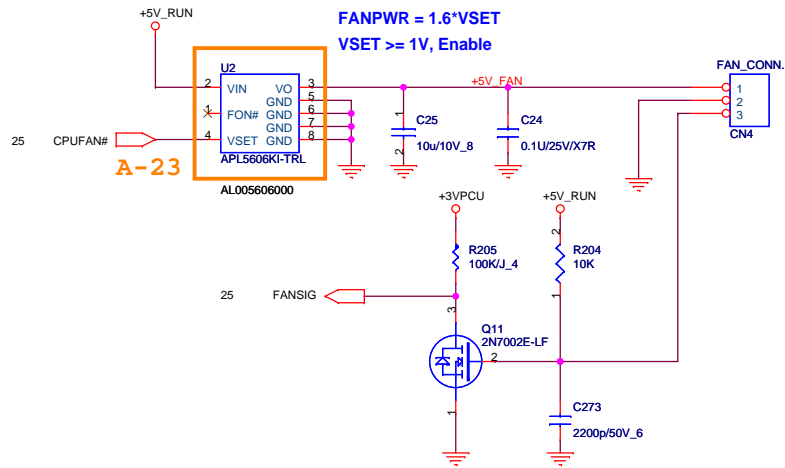 FANPWR = 1.6*VSET
VSET >= 1V, Enable
+5V_RUN
U2
2 VIN VO 3
GND 5
1 FON# GND 6
GND 7
4 VSET GND 8
APL5606KI-TRL
AL005606000
25 CPUFAN#
A-23
+5V_FAN
1
C25
10u/10V_8
2
C24
0.1U/25V/X7R
FAN_CONN.
1
2
3
CN4
+3VPCU
+5V_RUN
R205
100K/J_4
2
R204
10K
1
25 FANSIG
3
Q11
2N7002E-LF
2
1
C273
2200p/50V_6